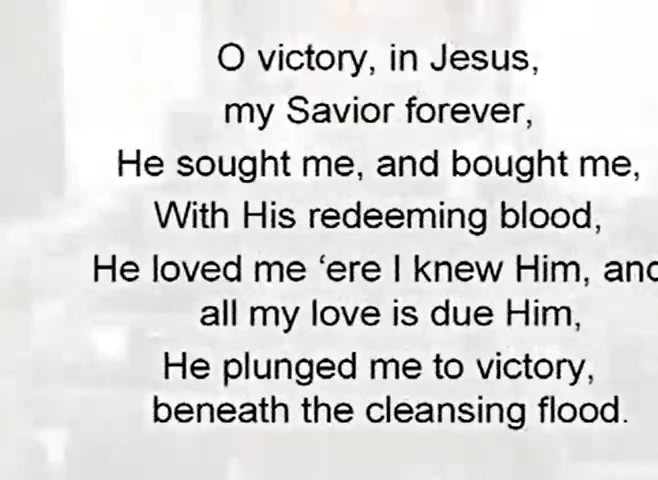 O victory, in Jesus,
my Savior forever,
He sought me, and bought me,
With His redeeming blood,
He loved me ‘ere I knew Him, and
all my love is due Him,
He plunged me to victory,
beneath the cleansing flood.